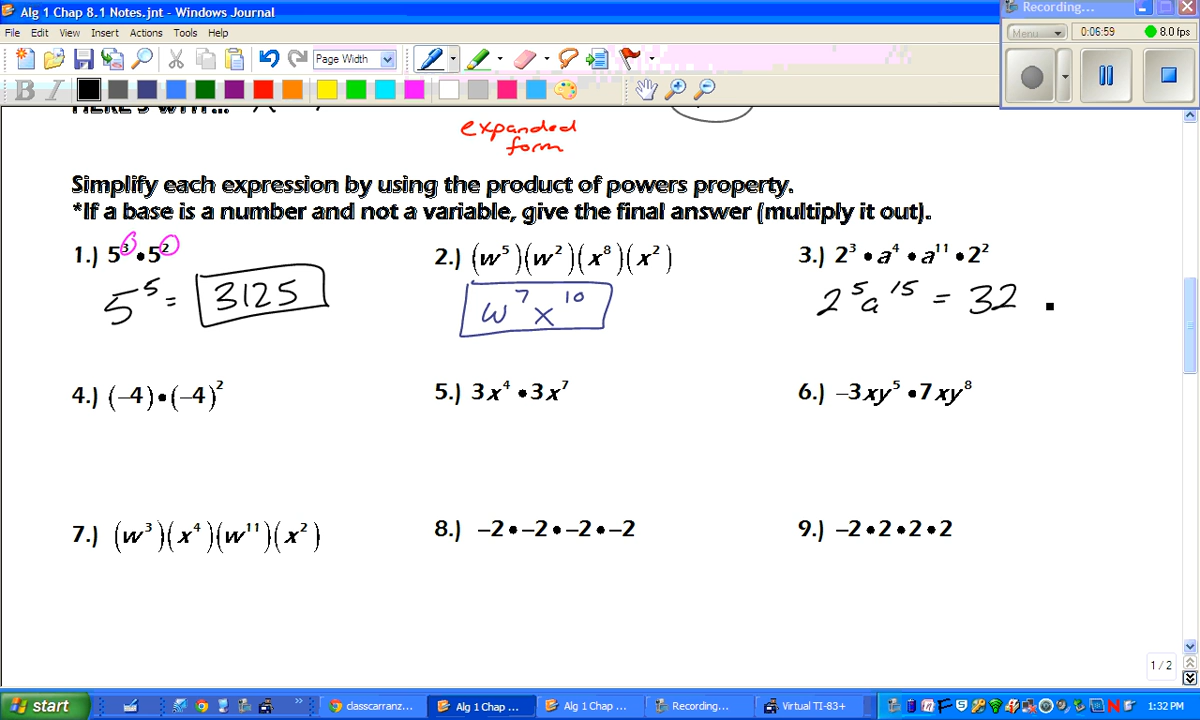 Alg 1 Chap 8.1 Notes.jnt - Windows Journal
Recording...
File Edit View Insert Actions Tools Help
Menu 0:06:59 8.0 fps
Page Width
B I
expanded
form
Simplify each expression by using the product of powers property.
*If a base is a number and not a variable, give the final answer (multiply it out).
1.) 5³•5² 2.) (w⁵)(w²)(x⁸)(x²) 3.) 2³•a⁴•a¹¹•2²
5⁵ = 3125 w⁷x¹⁰ 2⁵a¹⁵ = 32
4.) (−4)•(−4)² 5.) 3x⁴•3x⁷ 6.) −3xy⁵•7xy⁸
7.) (w³)(x⁴)(w¹¹)(x²) 8.) −2•−2•−2•−2 9.) −2•2•2•2
1 / 2
start classcarranz... Alg 1 Chap ... Alg 1 Chap ... Recording... Virtual TI-83+ 1:32 PM